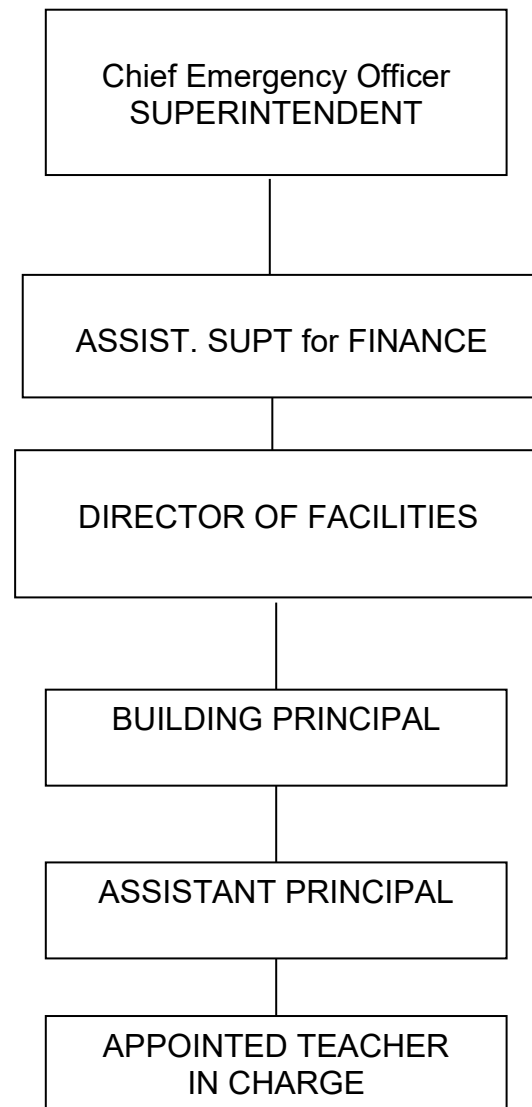 Chief Emergency Officer
SUPERINTENDENT
ASSIST. SUPT for FINANCE
DIRECTOR OF FACILITIES
BUILDING PRINCIPAL
ASSISTANT PRINCIPAL
APPOINTED TEACHER
IN CHARGE